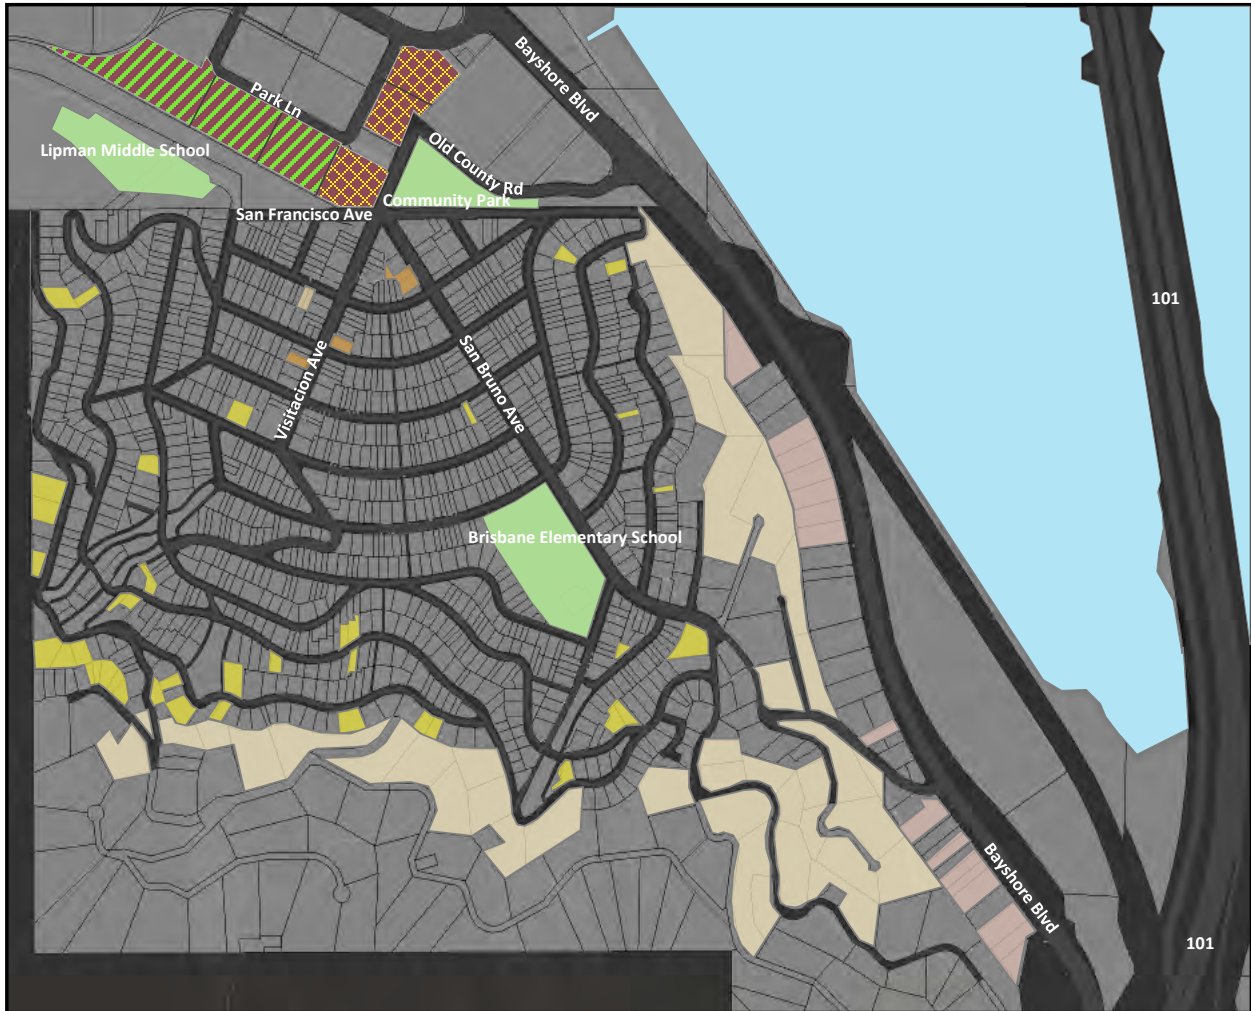 Bayshore Blvd
Park Ln
Lipman Middle School
Old County Rd
Community Park
San Francisco Ave
101
Visitacion Ave
San Bruno Ave
Brisbane Elementary School
Bayshore Blvd
101